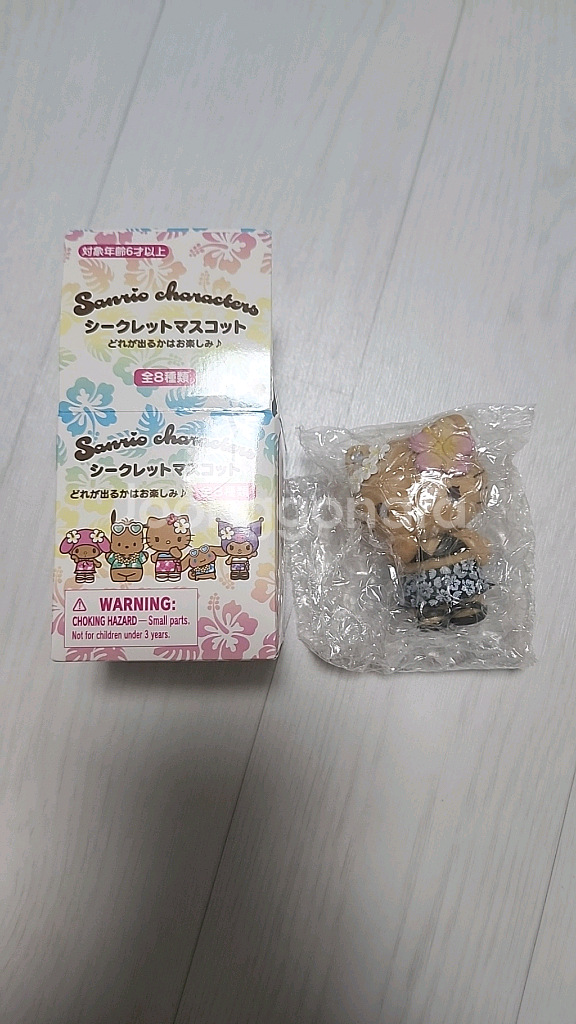 対象年齢6才以上
Sanrio characters
シークレットマスコット
どれが出るかはお楽しみ♪
全8種類
Sanrio characters
シークレットマスコット
どれが出るかはお楽しみ♪
WARNING:
CHOKING HAZARD — Small parts.
Not for children under 3 years.